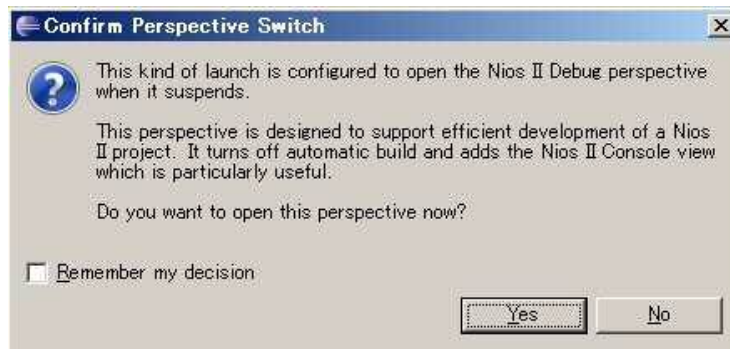 Confirm Perspective Switch
This kind of launch is configured to open the Nios II Debug perspective
when it suspends.
This perspective is designed to support efficient development of a Nios
II project. It turns off automatic build and adds the Nios II Console view
which is particularly useful.
Do you want to open this perspective now?
Remember my decision
Yes No